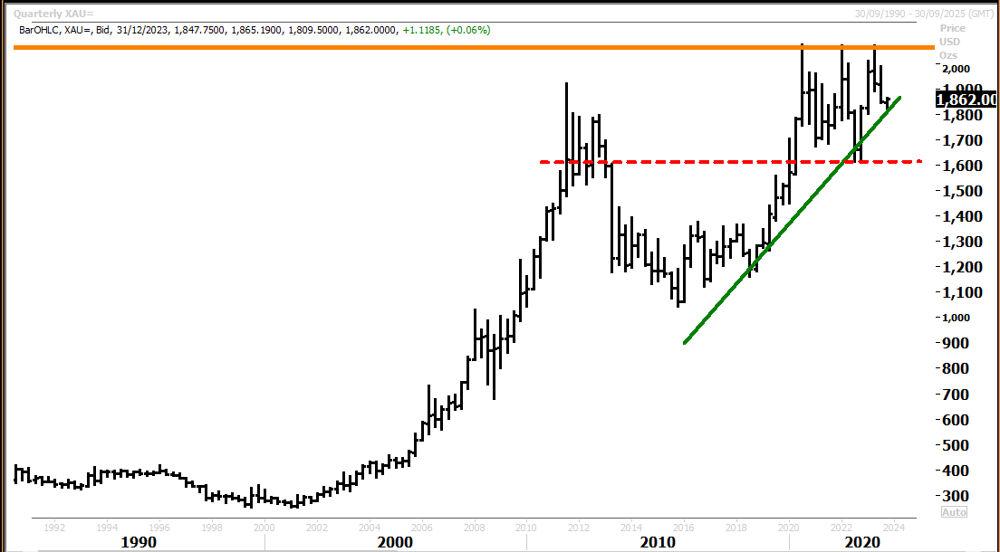 Quarterly XAU=
30/09/1990 - 30/09/2025 (GMT)
BarOHLC, XAU=, Bid, 31/12/2023, 1,847.7500, 1,865.1900, 1,809.5000, 1,862.0000, +1.1185, (+0.06%)
Price
USD
Ozs
2,000
1,900
1,862.00
1,800
1,700
1,600
1,500
1,400
1,300
1,200
1,100
1,000
900
800
700
600
500
400
300
Auto
1992 1994 1996 1998 2000 2002 2004 2006 2008 2010 2012 2014 2016 2018 2020 2022 2024
1990 2000 2010 2020